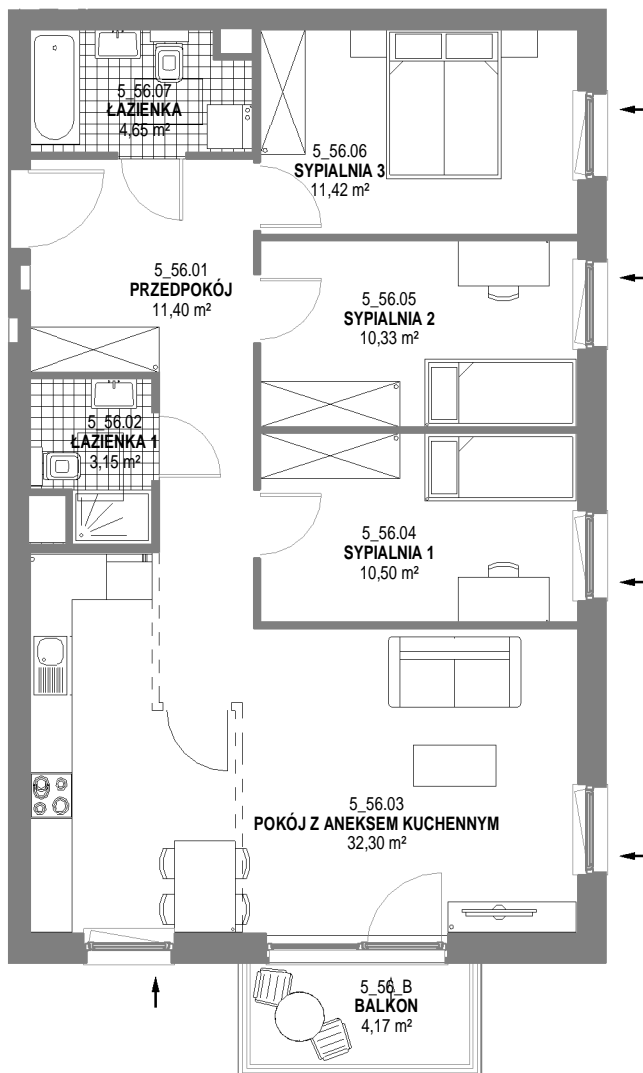 5_56.07
ŁAZIENKA
4,65 m²
5_56.06
SYPIALNIA 3
11,42 m²
5_56.01
PRZEDPOKÓJ
11,40 m²
5_56.05
SYPIALNIA 2
10,33 m²
5_56.02
ŁAZIENKA 1
3,15 m²
5_56.04
SYPIALNIA 1
10,50 m²
5_56.03
POKÓJ Z ANEKSEM KUCHENNYM
32,30 m²
5_56_B
BALKON
4,17 m²